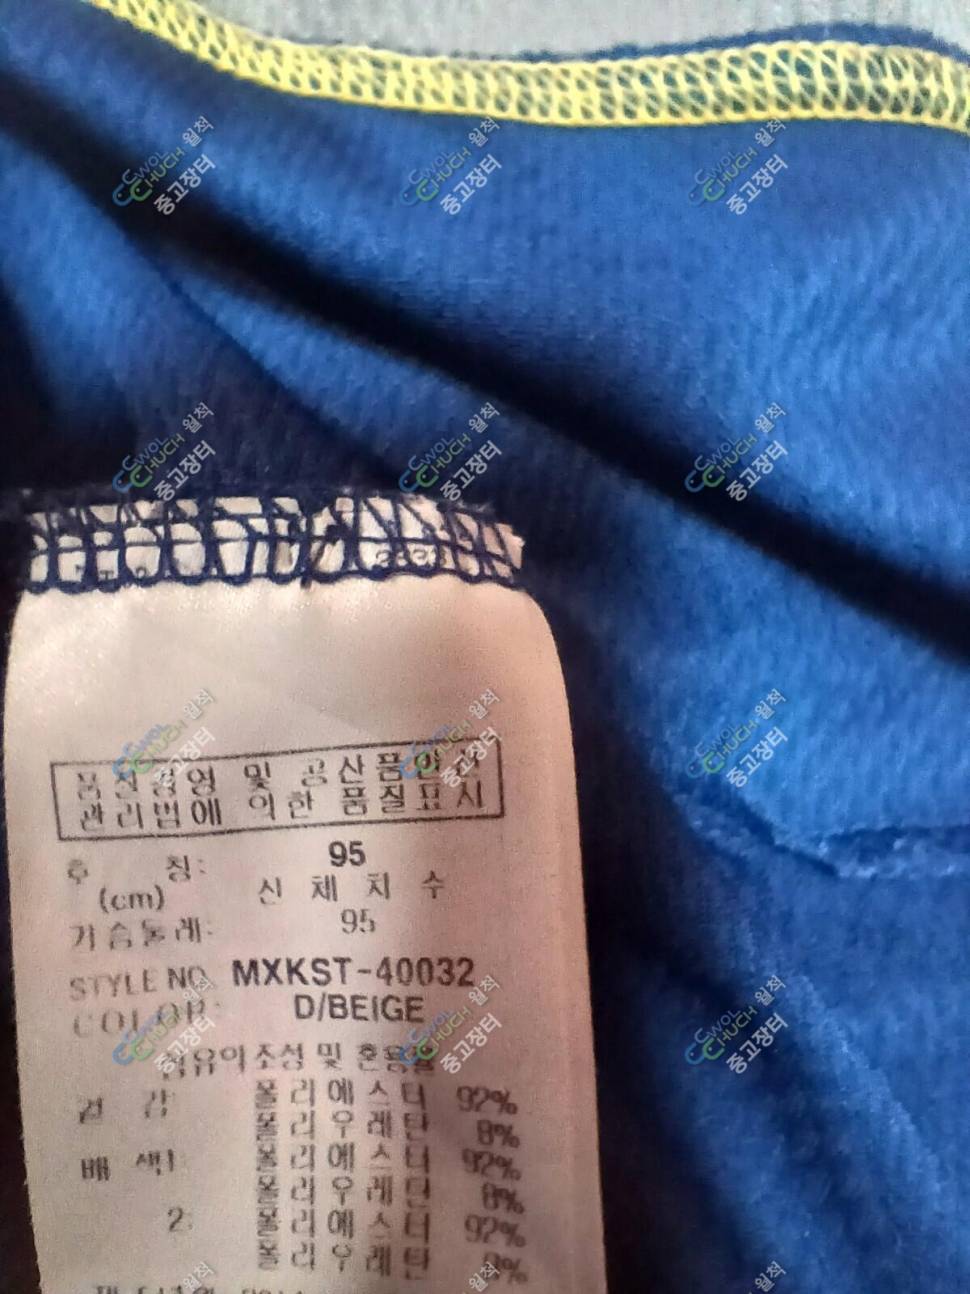 품질경영 및 공산품안전
관리법에 의한 품질표시
호 칭: 95
(cm) 신 체 치 수
가슴둘레: 95
STYLE NO. MXKST-40032
COLOR: D/BEIGE
섬유의조성 및 혼용율
겉 감 폴리에스터 92%
폴리우레탄 8%
배 색1: 폴리에스터 92%
폴리우레탄 8%
2: 폴리에스터 92%
폴리우레탄 8%
CWOL
CHUCH 월척
중고장터